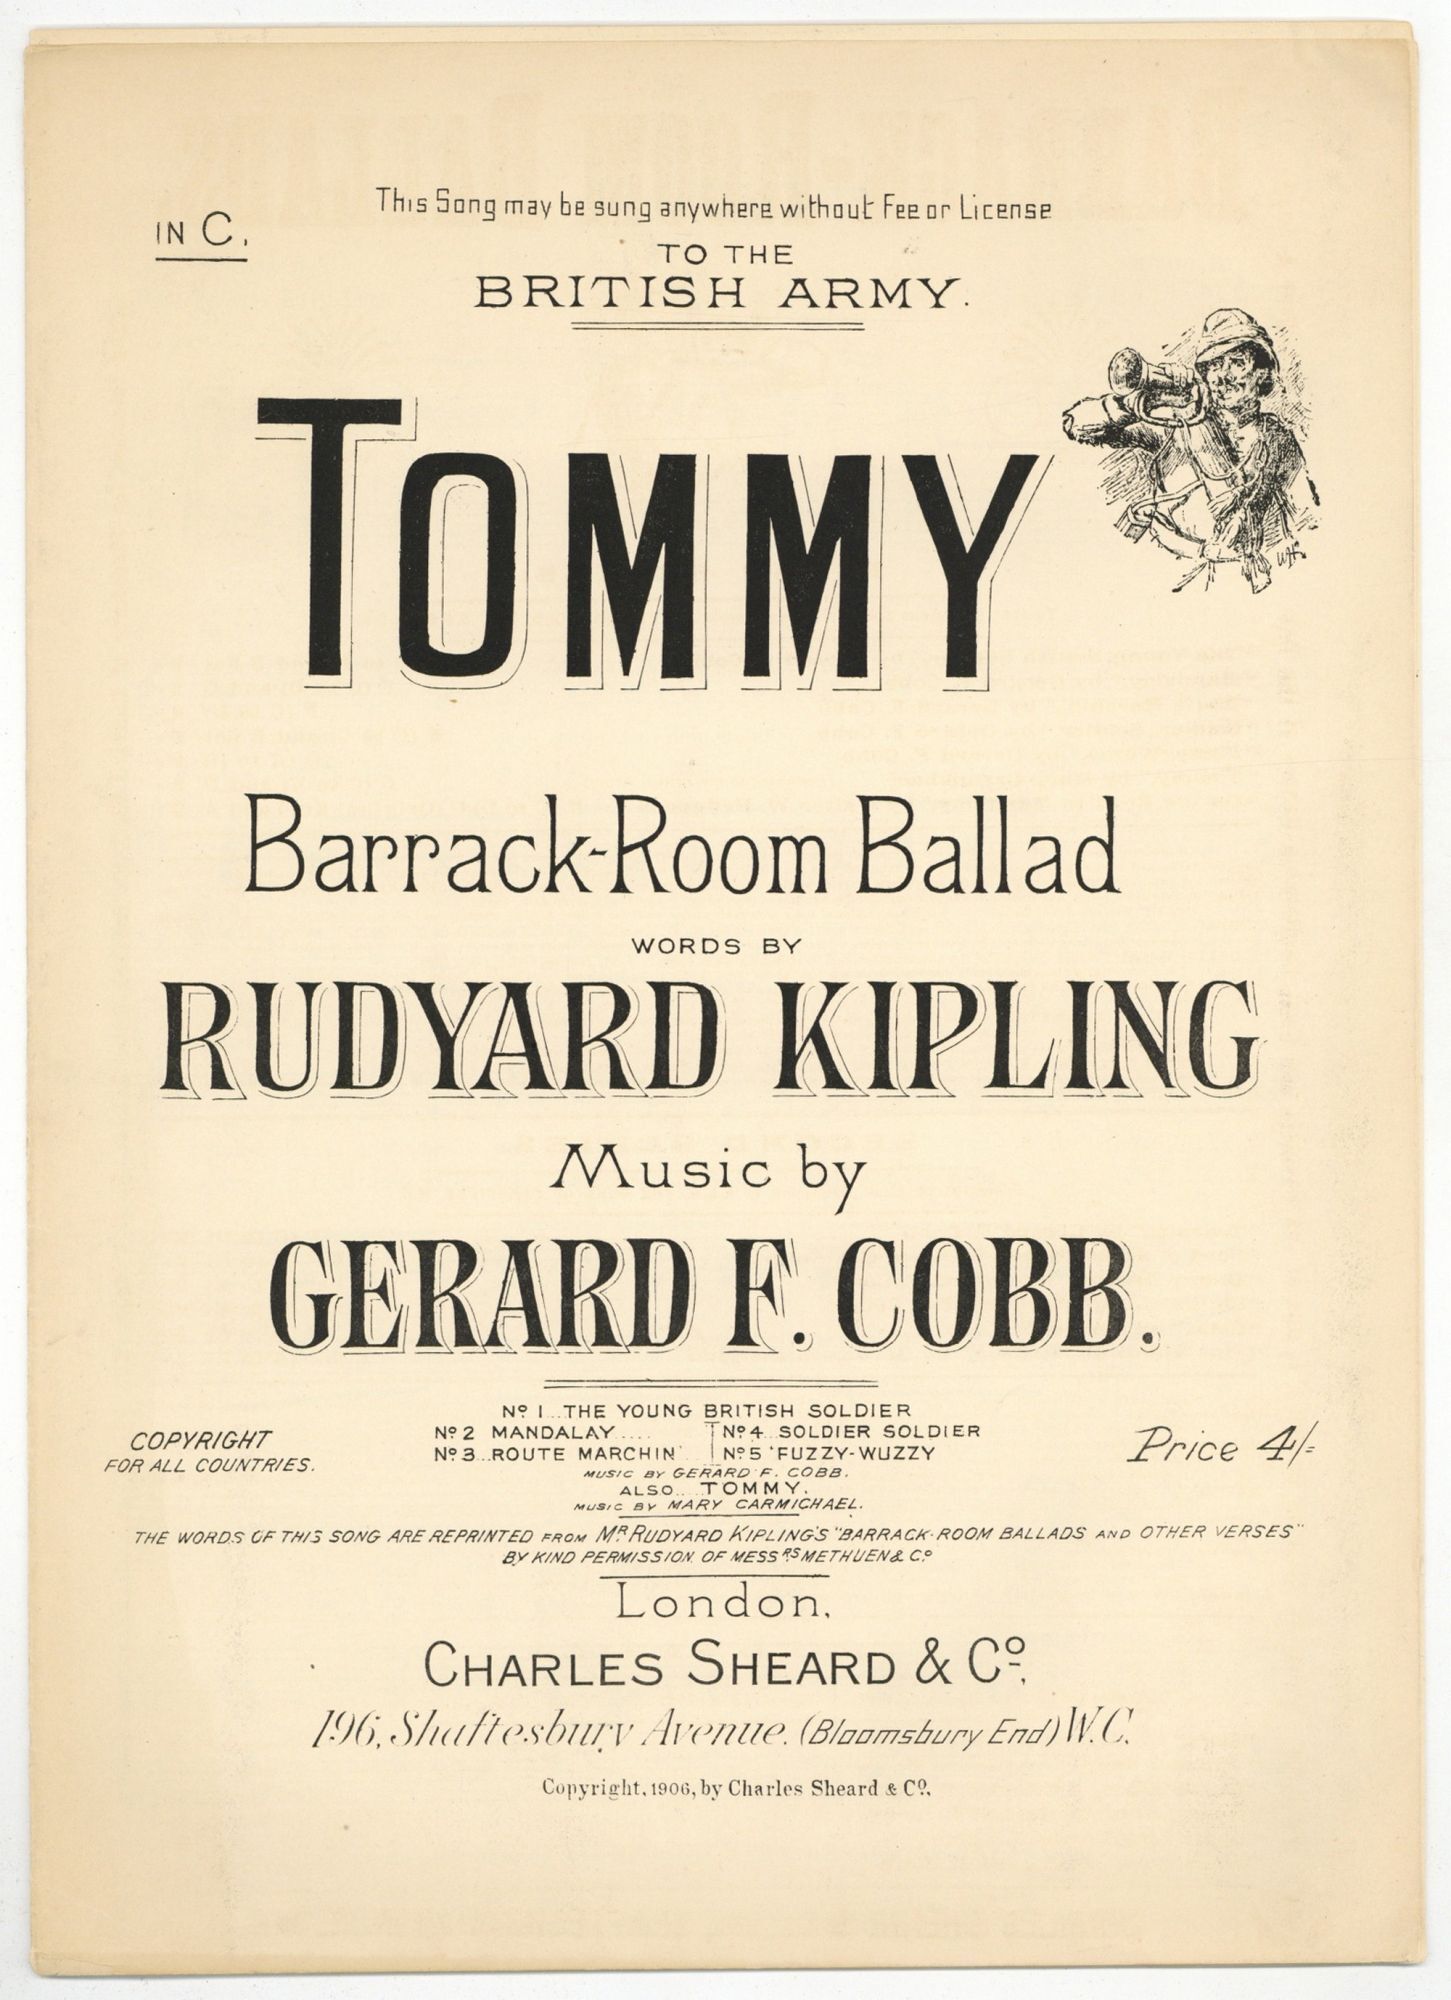 IN C.
This Song may be sung anywhere without Fee or License
TO THE
BRITISH ARMY.
TOMMY
Barrack-Room Ballad
WORDS BY
RUDYARD KIPLING
Music by
GERARD F. COBB.
Nº 1...THE YOUNG BRITISH SOLDIER
Nº 2 MANDALAY.... Nº 4...SOLDIER SOLDIER
Nº 3...ROUTE MARCHIN' Nº 5 'FUZZY-WUZZY
MUSIC BY GERARD F. COBB.
ALSO....TOMMY.
MUSIC BY MARY CARMICHAEL.
COPYRIGHT
FOR ALL COUNTRIES.
Price 4/-
THE WORDS OF THIS SONG ARE REPRINTED FROM MR RUDYARD KIPLING'S "BARRACK-ROOM BALLADS AND OTHER VERSES"
BY KIND PERMISSION OF MESSRS METHUEN & Cº
London,
CHARLES SHEARD & Cº,
196, Shaftesbury Avenue. (Bloomsbury End) W.C.
Copyright, 1906, by Charles Sheard & Cº.